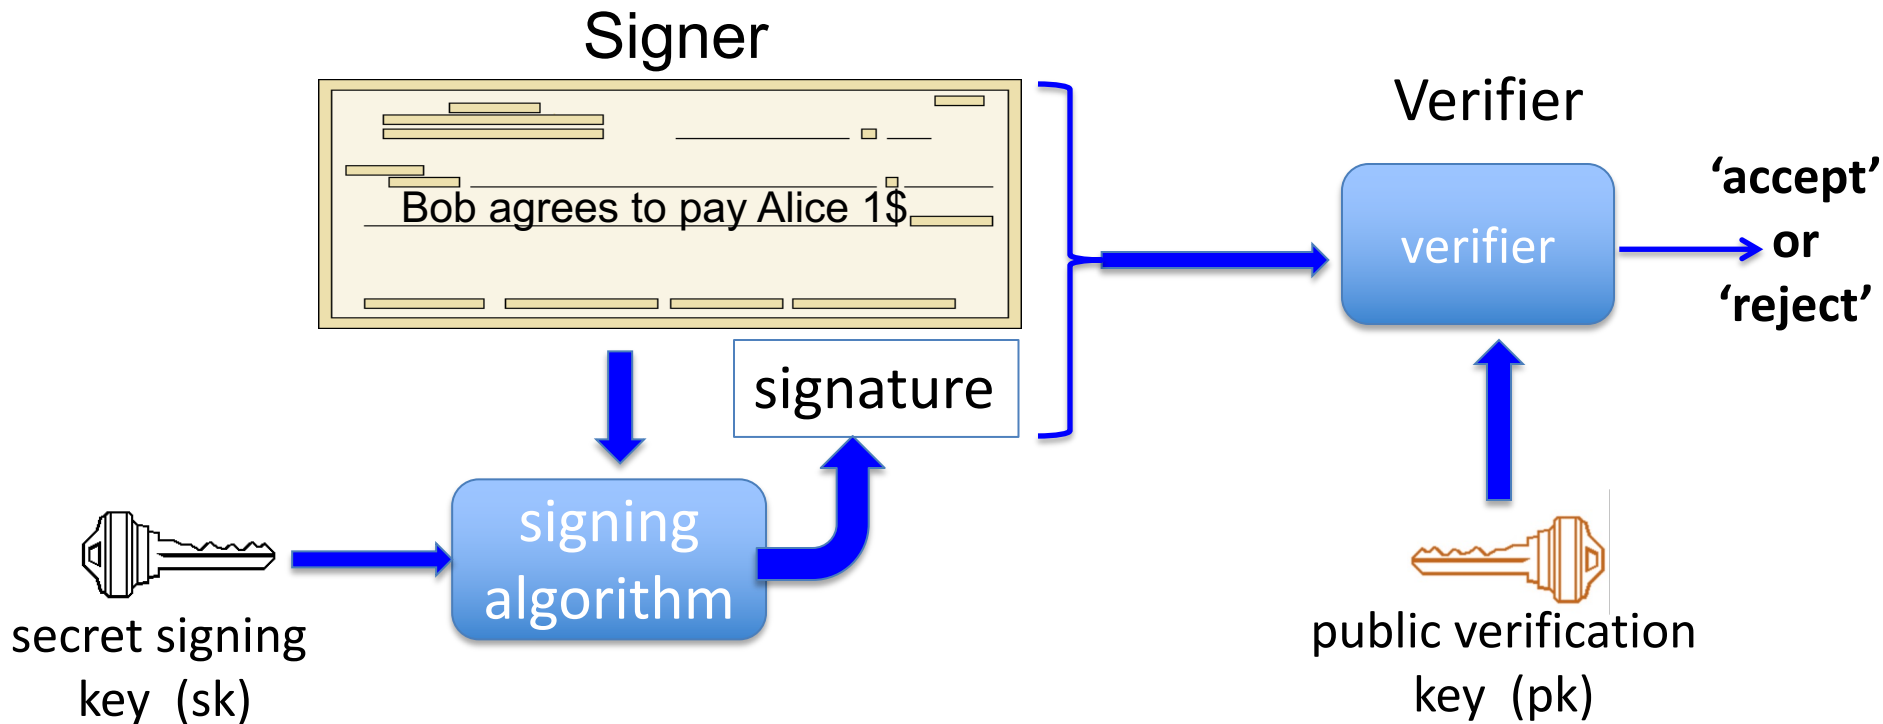 Signer
Bob agrees to pay Alice 1$
signature
signing
algorithm
secret signing
key (sk)
Verifier
verifier
‘accept’
or
‘reject’
public verification
key (pk)